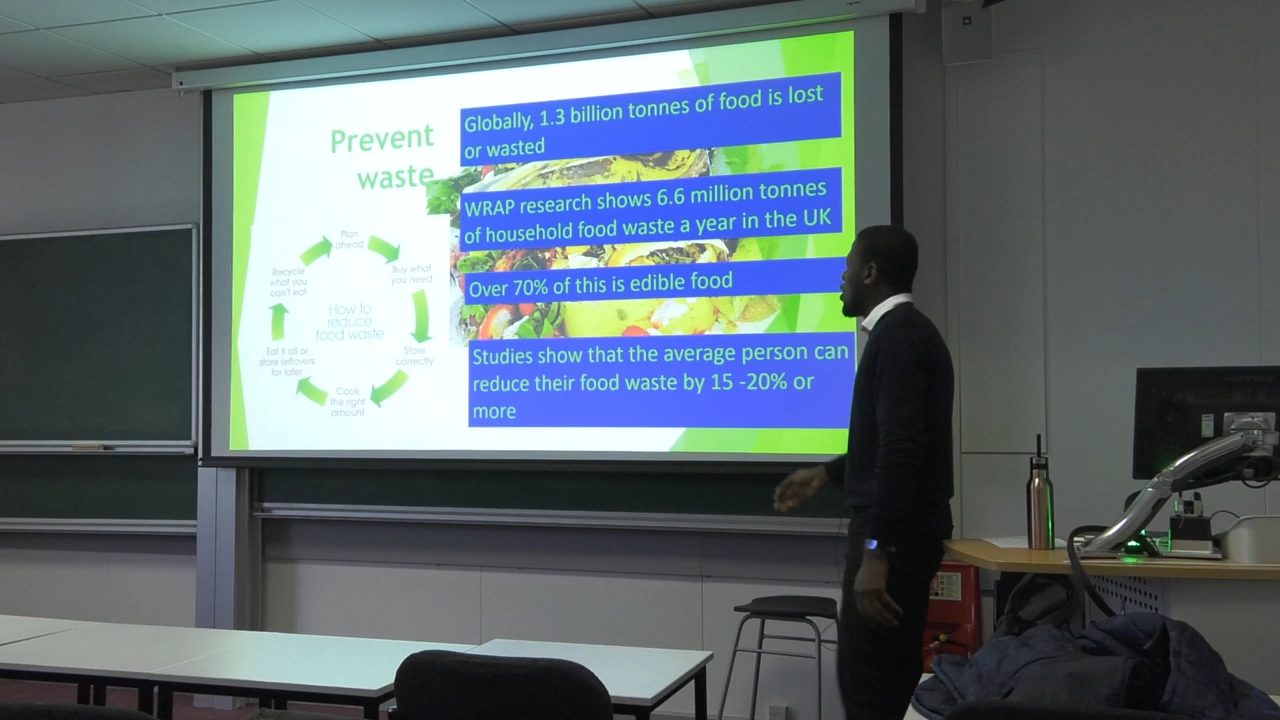 Prevent
waste
Globally, 1.3 billion tonnes of food is lost
or wasted
WRAP research shows 6.6 million tonnes
of household food waste a year in the UK
Over 70% of this is edible food
Studies show that the average person can
reduce their food waste by 15 -20% or
more
Plan
ahead
Buy what
you need
Store
correctly
Cook
the right
amount
Eat it all or
store leftovers
for later
Recycle
what you
can't eat
How to
reduce
food waste